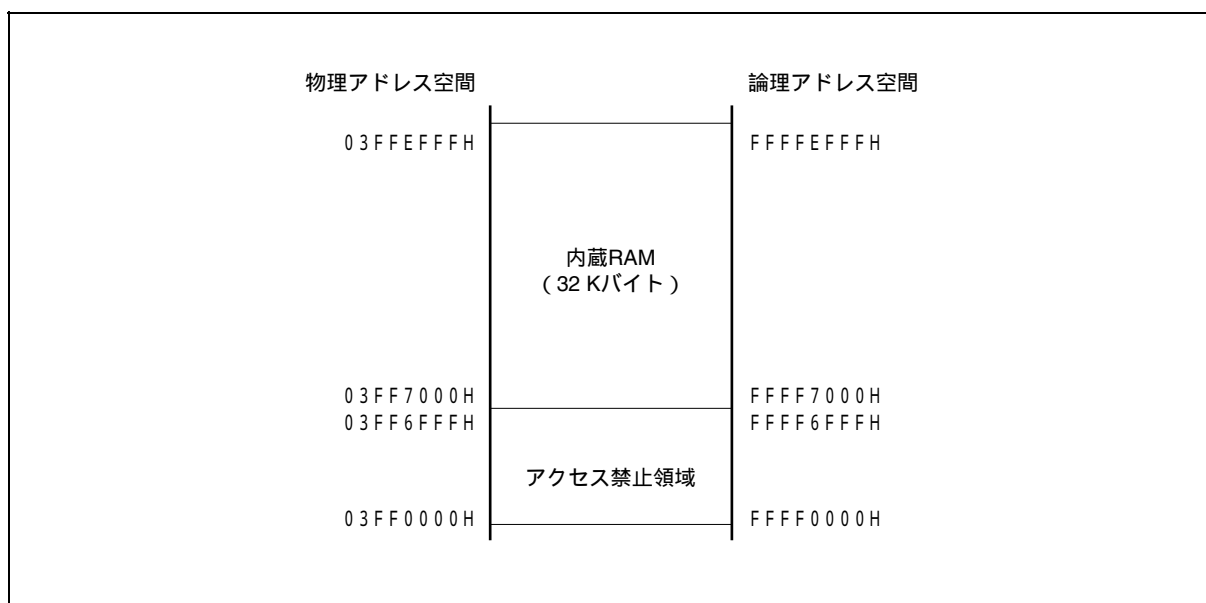 物理アドレス空間 論理アドレス空間
03FFEFFFH FFFFEFFFH
内蔵RAM
（32 Kバイト）
03FF7000H FFFF7000H
03FF6FFFH FFFF6FFFH
アクセス禁止領域
03FF0000H FFFF0000H